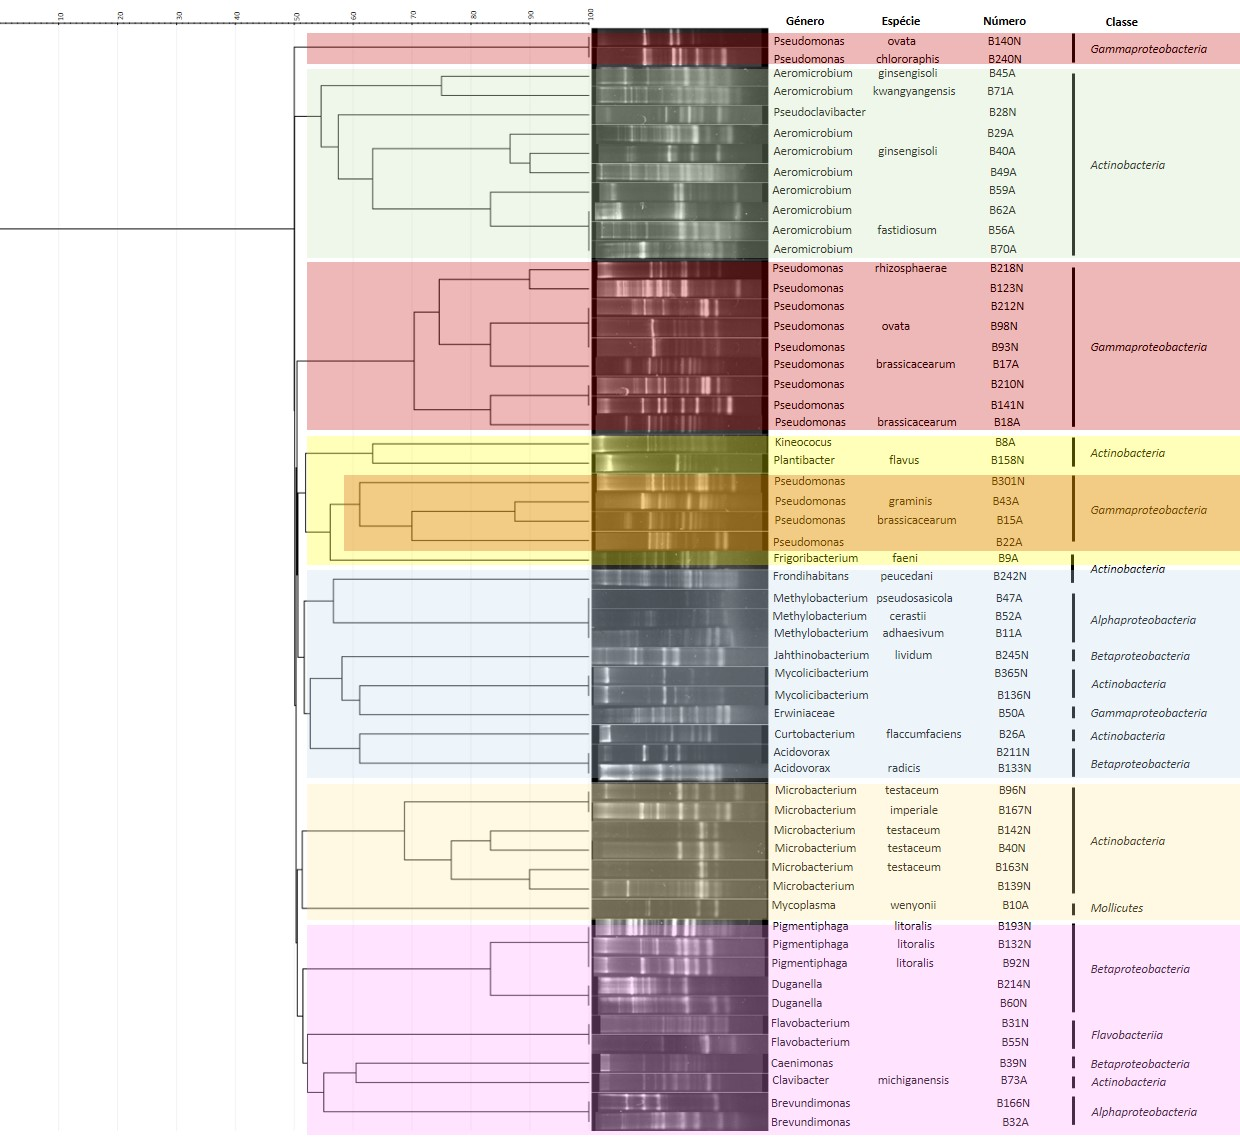 10 20 30 40 50 60 70 80 90 100
Género Espécie Número Classe
Pseudomonas ovata B140N
Gammaproteobacteria
Pseudomonas chlororaphis B240N
Aeromicrobium ginsengisoli B45A
Aeromicrobium kwangyangensis B71A
Pseudoclavibacter B28N
Aeromicrobium B29A
Aeromicrobium ginsengisoli B40A
Actinobacteria
Aeromicrobium B49A
Aeromicrobium B59A
Aeromicrobium B62A
Aeromicrobium fastidiosum B56A
Aeromicrobium B70A
Pseudomonas rhizosphaerae B218N
Pseudomonas B123N
Pseudomonas B212N
Pseudomonas ovata B98N
Pseudomonas B93N Gammaproteobacteria
Pseudomonas brassicacearum B17A
Pseudomonas B210N
Pseudomonas B141N
Pseudomonas brassicacearum B18A
Kineococus B8A
Actinobacteria
Plantibacter flavus B158N
Pseudomonas B301N
Pseudomonas graminis B43A
Gammaproteobacteria
Pseudomonas brassicacearum B15A
Pseudomonas B22A
Frigoribacterium faeni B9A
Actinobacteria
Frondihabitans peucedani B242N
Methylobacterium pseudosasicola B47A
Methylobacterium cerastii B52A
Alphaproteobacteria
Methylobacterium adhaesivum B11A
Jahthinobacterium lividum B245N Betaproteobacteria
Mycolicibacterium B365N
Actinobacteria
Mycolicibacterium B136N
Erwiniaceae B50A Gammaproteobacteria
Curtobacterium flaccumfaciens B26A Actinobacteria
Acidovorax B211N
Betaproteobacteria
Acidovorax radicis B133N
Microbacterium testaceum B96N
Microbacterium imperiale B167N
Microbacterium testaceum B142N
Actinobacteria
Microbacterium testaceum B40N
Microbacterium testaceum B163N
Microbacterium B139N
Mycoplasma wenyonii B10A Mollicutes
Pigmentiphaga litoralis B193N
Pigmentiphaga litoralis B132N
Pigmentiphaga litoralis B92N
Betaproteobacteria
Duganella B214N
Duganella B60N
Flavobacterium B31N
Flavobacteriia
Flavobacterium B55N
Caenimonas B39N Betaproteobacteria
Clavibacter michiganensis B73A Actinobacteria
Brevundimonas B166N
Alphaproteobacteria
Brevundimonas B32A